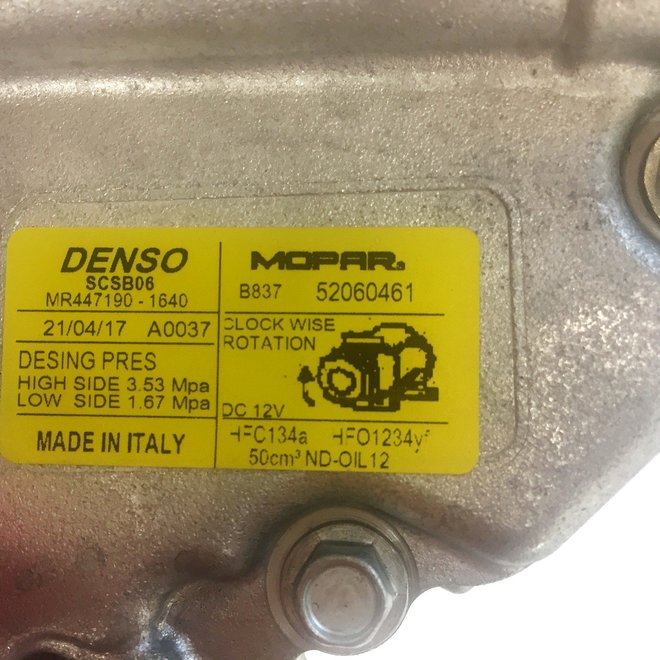 DENSO
SCSB06
MR447190 - 1640
21/04/17 A0037
DESING PRES
HIGH SIDE 3.53 Mpa
LOW SIDE 1.67 Mpa
MADE IN ITALY
MOPAR®
B837 52060461
CLOCK WISE
ROTATION
DC 12V
HFC134a HFO1234yf
50cm³ ND-OIL12